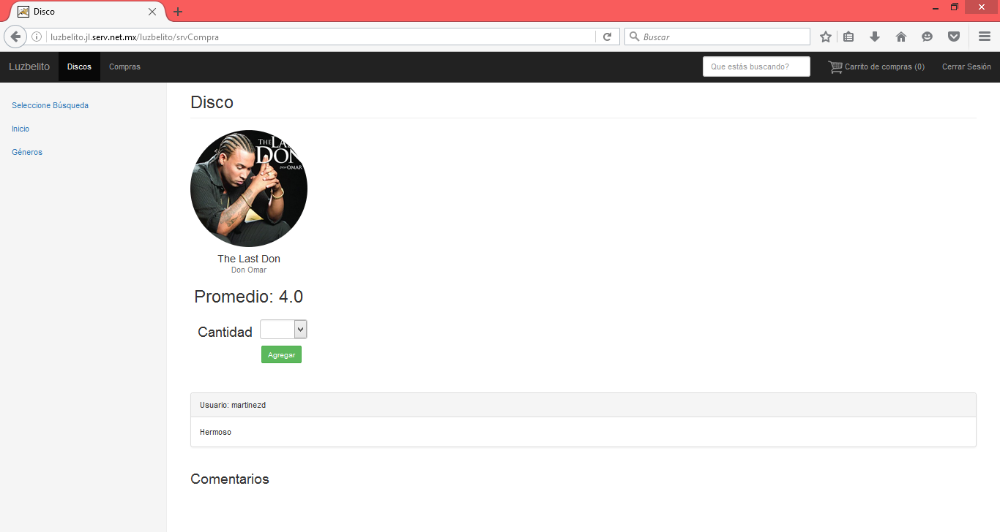 Disco
luzbelito.jl.serv.net.mx/luzbelito/srvCompra
Buscar
Luzbelito
Discos
Compras
Que estás buscando?
Carrito de compras (0)
Cerrar Sesión
Seleccione Búsqueda
Inicio
Géneros
Disco
THE LA
DON
DON OMAR
The Last Don
Don Omar
Promedio: 4.0
Cantidad
Agregar
Usuario: martinezd
Hermoso
Comentarios